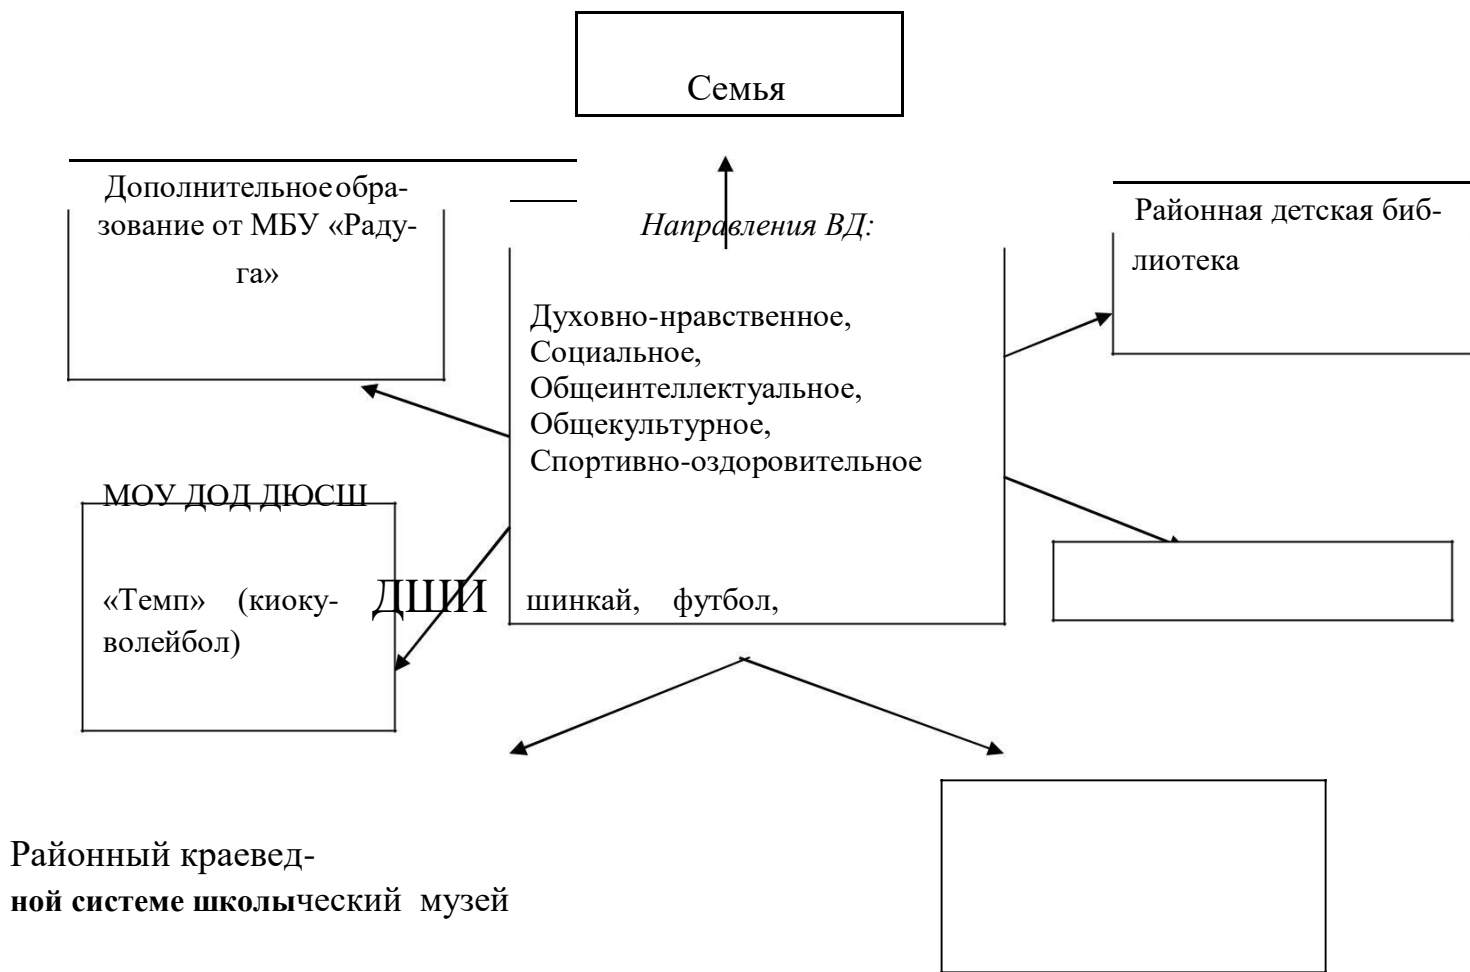 Семья
Дополнительное обра-
зование от МБУ «Раду-
га»
Направления ВД:
Районная детская биб-
лиотека
Духовно-нравственное,
Социальное,
Общеинтеллектуальное,
Общекультурное,
Спортивно-оздоровительное
МОУ ДОД ДЮСШ
«Темп» (киоку- ДШИ шинкай, футбол,
волейбол)
Районный краевед-
ной системе школыческий музей